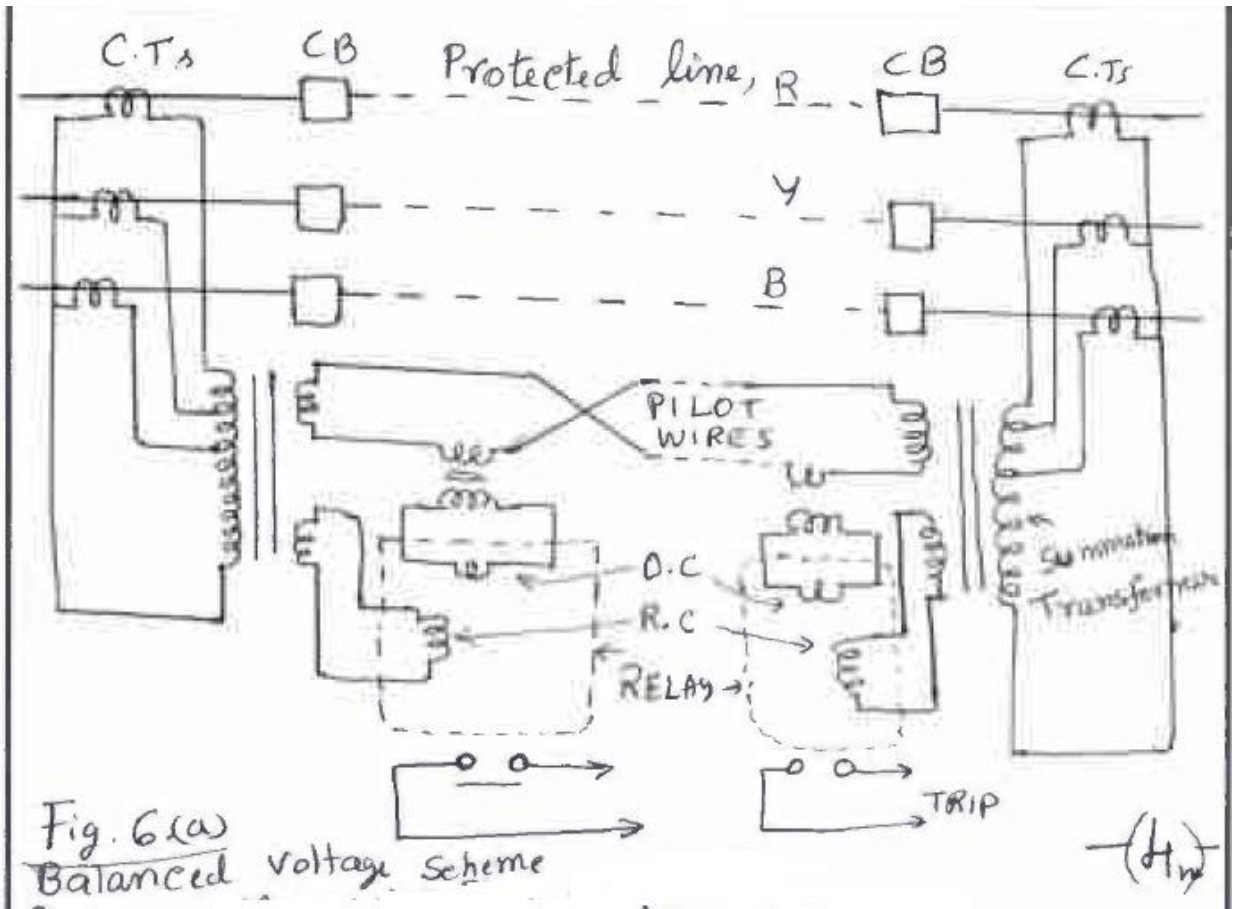 C.Ts
CB
Protected line,
R
CB
C.Ts
Y
B
PILOT
WIRES
O.C
R.C
RELAY
Summation
Transformer
TRIP
Fig. 6(a)
Balanced voltage scheme